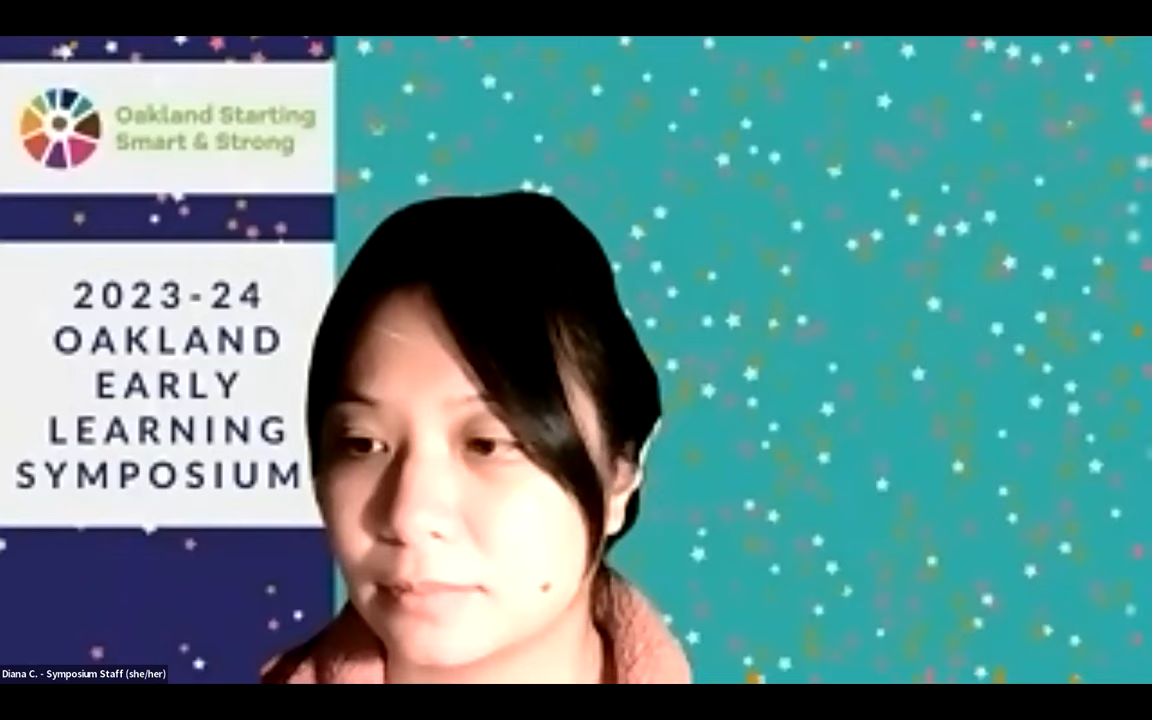 Oakland Starting
Smart & Strong
2023-24
OAKLAND
EARLY
LEARNING
SYMPOSIUM
Diana C. - Symposium Staff (she/her)